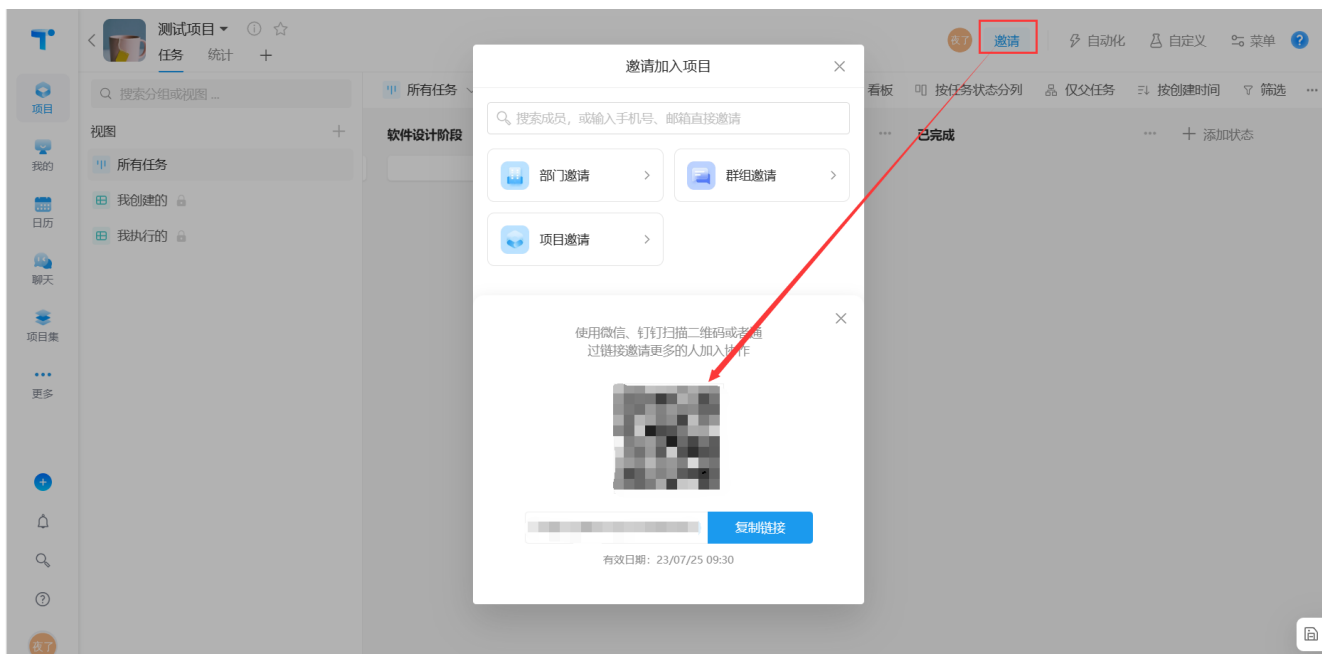 测试项目
任务 统计
夜了 邀请 自动化 自定义 菜单
项目
我的
日历
聊天
项目集
更多
夜了
搜索分组或视图 ...
视图
所有任务
我创建的
我执行的
所有任务
看板 按任务状态分列 仅父任务 按创建时间 筛选
软件设计阶段
已完成
添加状态
邀请加入项目
搜索成员，或输入手机号、邮箱直接邀请
部门邀请
群组邀请
项目邀请
使用微信、钉钉扫描二维码或者通
过链接邀请更多的人加入协作
复制链接
有效日期：23/07/25 09:30